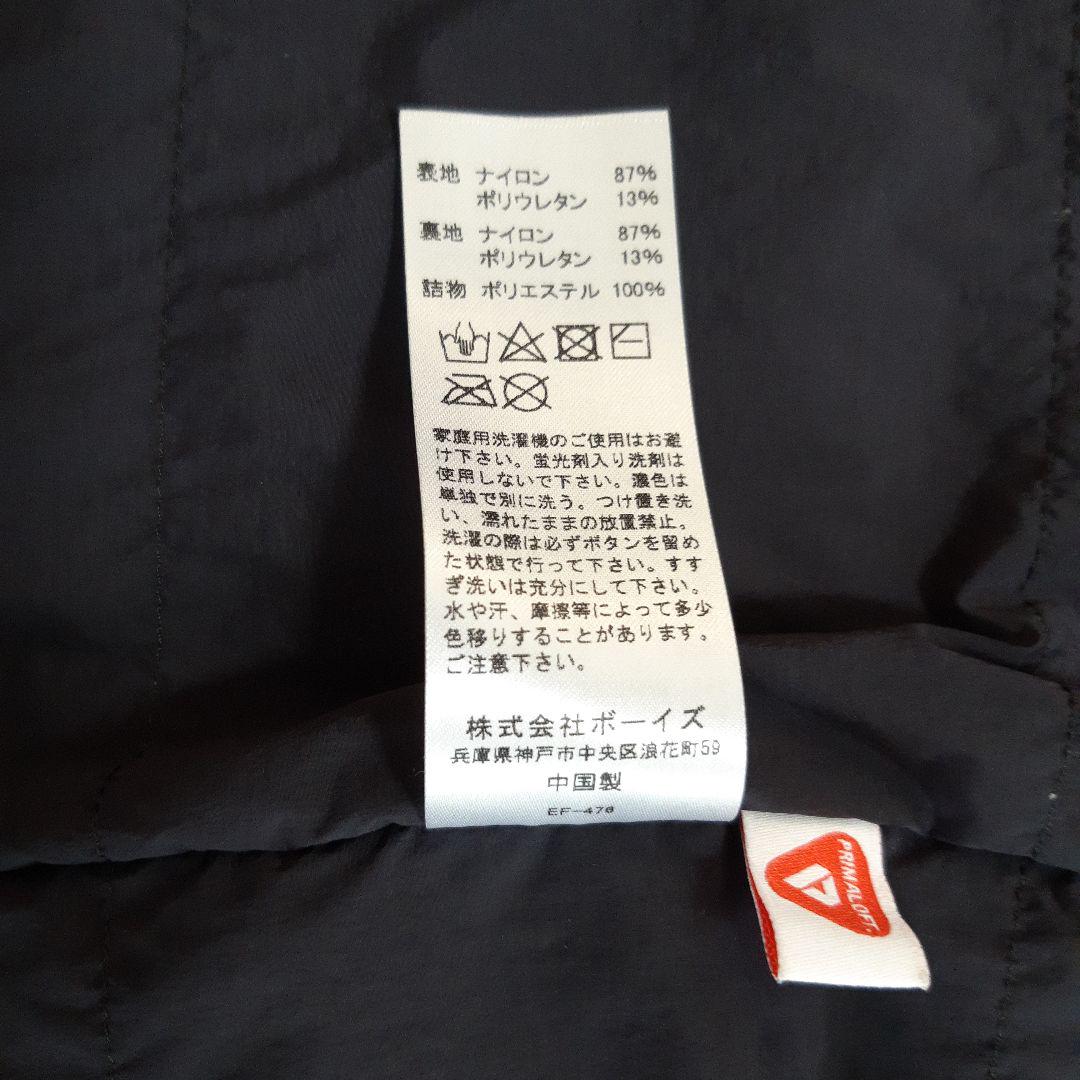 表地 ナイロン 87%
ポリウレタン 13%
裏地 ナイロン 87%
ポリウレタン 13%
詰物 ポリエステル 100%
家庭用洗濯機のご使用はお避
け下さい。蛍光剤入り洗剤は
使用しないで下さい。濃色は
単独で別に洗う。つけ置き洗
い、濡れたままの放置禁止。
洗濯の際は必ずボタンを留め
た状態で行って下さい。すす
ぎ洗いは充分にして下さい。
水や汗、摩擦等によって多少
色移りすることがあります。
ご注意下さい。
株式会社ボーイズ
兵庫県神戸市中央区浪花町59
中国製
PRIMALOFT